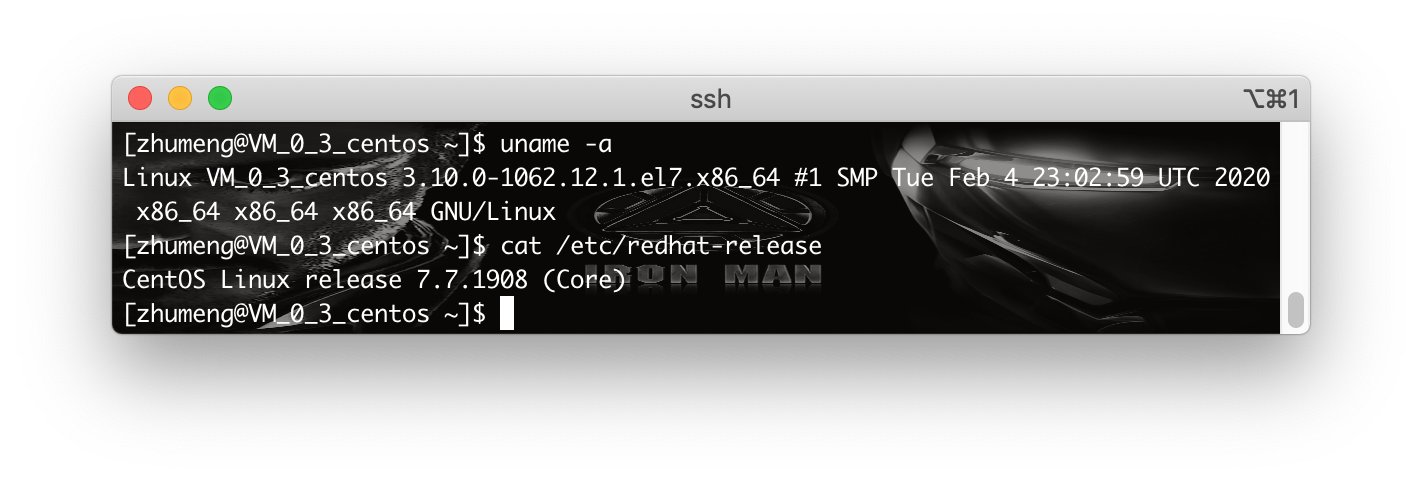 ssh
⌥⌘1
[zhumeng@VM_0_3_centos ~]$ uname -a
Linux VM_0_3_centos 3.10.0-1062.12.1.el7.x86_64 #1 SMP Tue Feb 4 23:02:59 UTC 2020
 x86_64 x86_64 x86_64 GNU/Linux
[zhumeng@VM_0_3_centos ~]$ cat /etc/redhat-release
CentOS Linux release 7.7.1908 (Core)
IRON MAN
[zhumeng@VM_0_3_centos ~]$